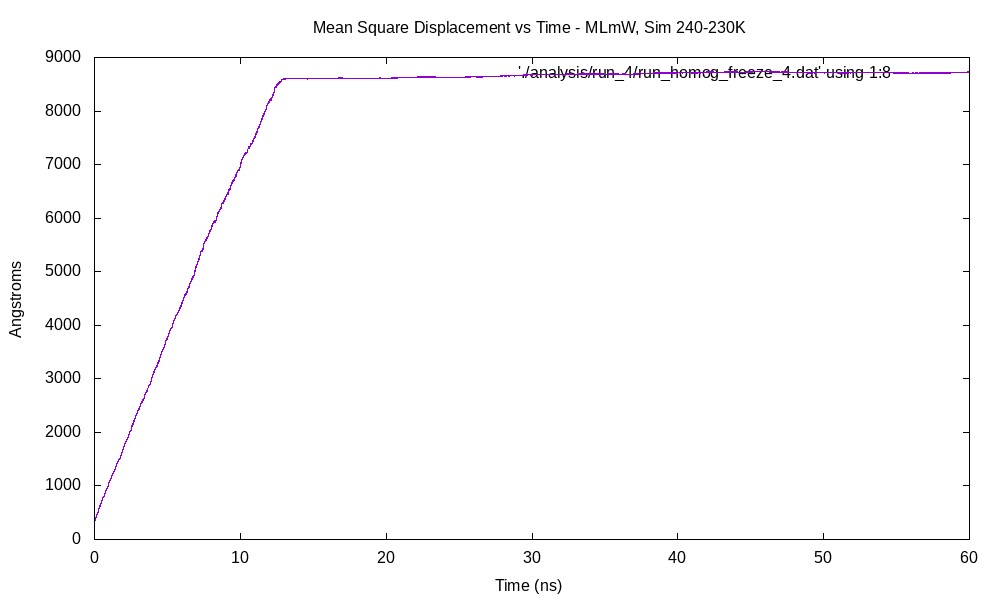 Mean Square Displacement vs Time - MLmW, Sim 240-230K
'./analysis/run_4/run_homog_freeze_4.dat' using 1:8
9000
8000
7000
6000
5000
4000
3000
2000
1000
0
Angstroms
0 10 20 30 40 50 60
Time (ns)